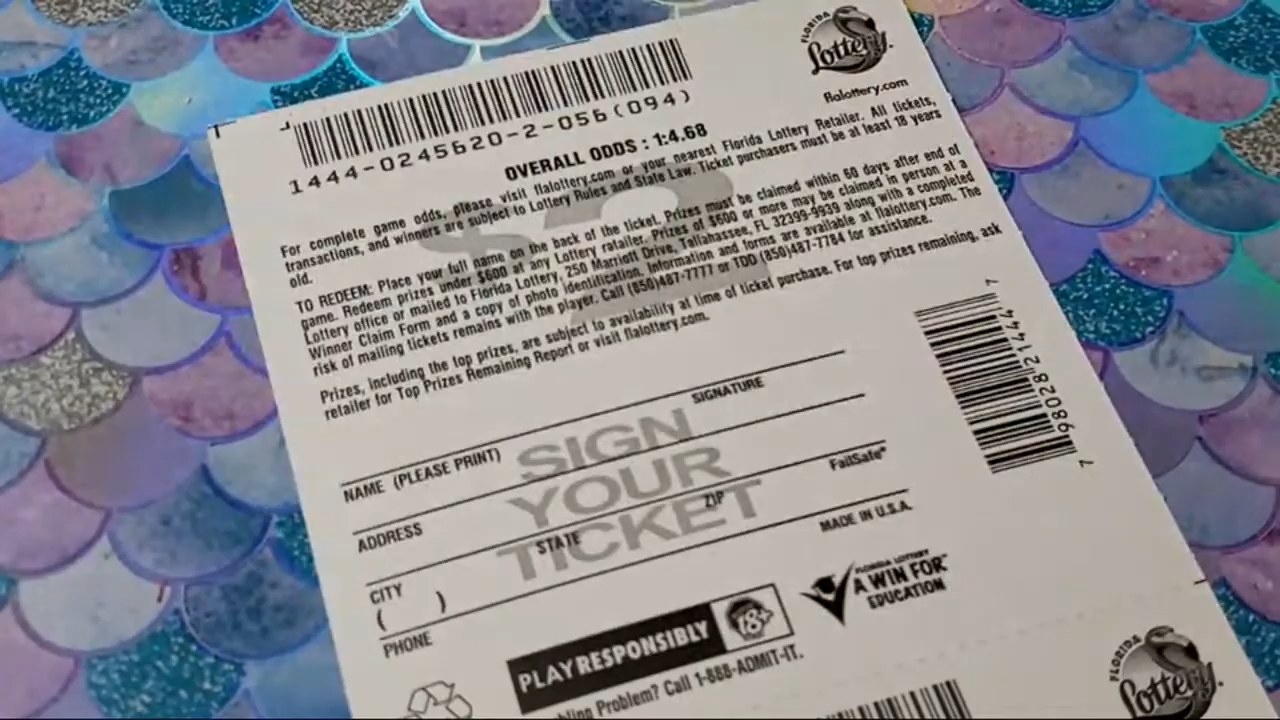 FLORIDA
Lottery
flalottery.com
1444-0245620-2-056(094)
OVERALL ODDS : 1:4.68
For complete game odds, please visit flalottery.com or your nearest Florida Lottery Retailer. All tickets,
transactions, and winners are subject to Lottery Rules and State Law. Ticket purchasers must be at least 18 years
old.
$2
TO REDEEM: Place your full name on the back of the ticket. Prizes must be claimed within 60 days after end of
game. Redeem prizes under $600 at any Lottery retailer. Prizes of $600 or more may be claimed in person at a
Lottery office or mailed to Florida Lottery, 250 Marriott Drive, Tallahassee, FL 32399-9939 along with a completed
Winner Claim Form and a copy of photo identification. Information and forms are available at flalottery.com. The
risk of mailing tickets remains with the player. Call (850)487-7777 or TDD (850)487-7784 for assistance.
Prizes, including the top prizes, are subject to availability at time of ticket purchase. For top prizes remaining, ask
retailer for Top Prizes Remaining Report or visit flalottery.com.
7 98028 21444 7
SIGNATURE
NAME (PLEASE PRINT)
SIGN
YOUR
TICKET
ADDRESS
FailSafe®
CITY STATE ZIP
MADE IN U.S.A.
( )
PHONE
PLAYRESPONSIBLY 18+
FLORIDA LOTTERY
A WIN FOR
EDUCATION
Problem? Call 1-888-ADMIT-IT.
FLORIDA
Lottery